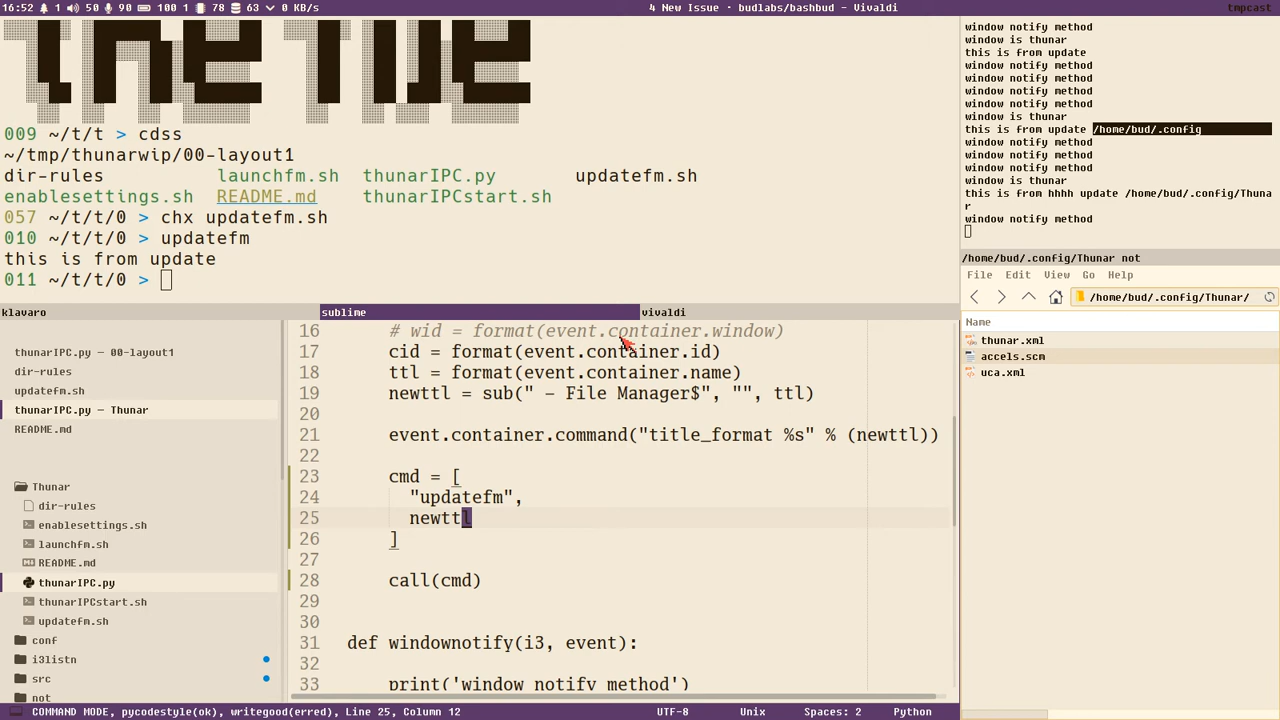 16:52 1 50 90 1 78 63 0 KB/s
4 New Issue · budlabs/bashbud - Vivaldi
tmpcast
009 ~/t/t > cdss
~/tmp/thunarwip/00-layout1
dir-rules launchfm.sh thunarIPC.py updatefm.sh
enablesettings.sh README.md thunarIPCstart.sh
057 ~/t/t/0 > chx updatefm.sh
010 ~/t/t/0 > updatefm
this is from update
011 ~/t/t/0 >
window notify method
window is thunar
this is from update
window notify method
window notify method
window notify method
window notify method
window is thunar
this is from update /home/bud/.config
window notify method
window notify method
window notify method
window is thunar
this is from hhhh update /home/bud/.config/Thuna
r
window notify method
/home/bud/.config/Thunar not
File Edit View Go Help
/home/bud/.config/Thunar/
Name
thunar.xml
accels.scm
uca.xml
klavaro
sublime
vivaldi
thunarIPC.py — 00-layout1
dir-rules
updatefm.sh
thunarIPC.py — Thunar
README.md
Thunar
dir-rules
enablesettings.sh
launchfm.sh
README.md
thunarIPC.py
thunarIPCstart.sh
updatefm.sh
conf
i3listn
src
not
16 # wid = format(event.container.window)
17 cid = format(event.container.id)
18 ttl = format(event.container.name)
19 newttl = sub(" - File Manager$", "", ttl)
20
21 event.container.command("title_format %s" % (newttl))
22
23 cmd = [
24 "updatefm",
25 newttl
26 ]
27
28 call(cmd)
29
30
31 def windownotify(i3, event):
32
33 print('window notify method')
COMMAND MODE, pycodestyle(ok), writegood(erred), Line 25, Column 12
UTF-8 Unix Spaces: 2 Python